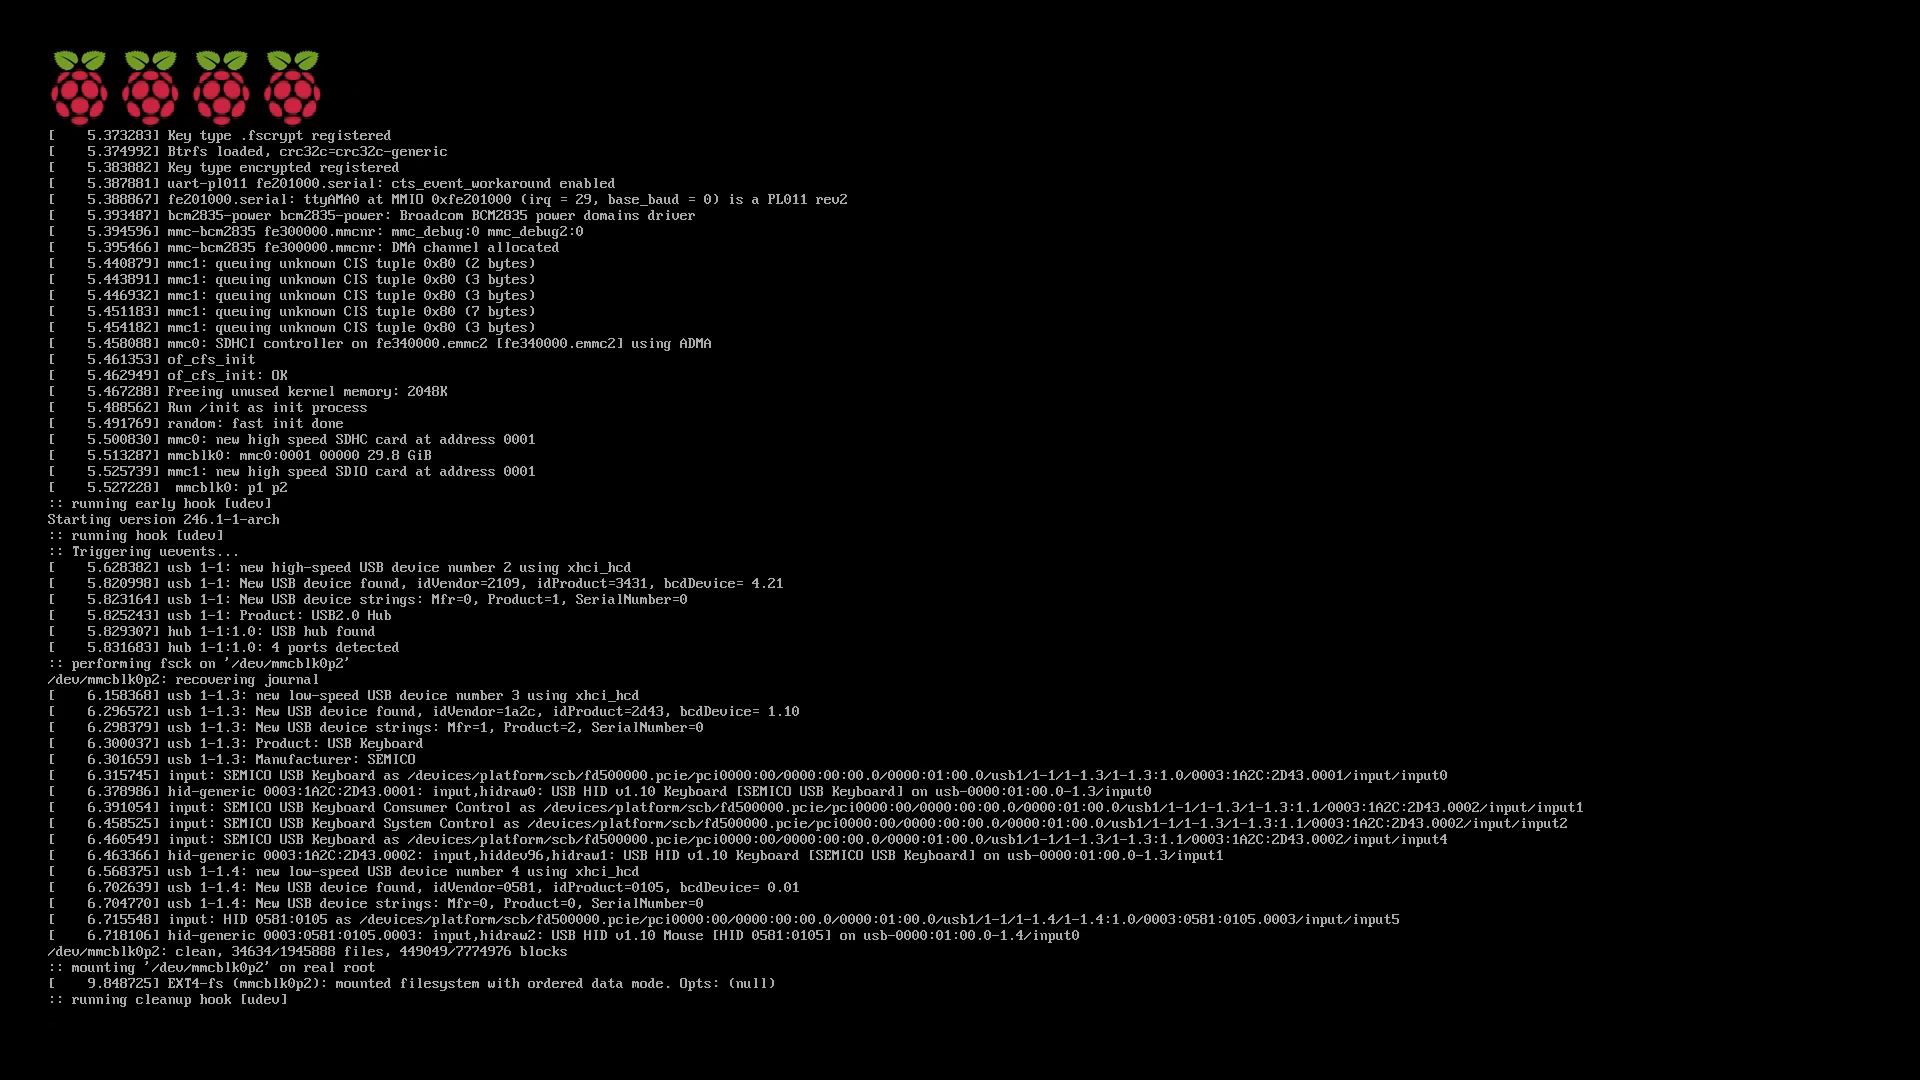 [    5.373283] Key type .fscrypt registered
[    5.374992] Btrfs loaded, crc32c=crc32c-generic
[    5.383882] Key type encrypted registered
[    5.387881] uart-pl011 fe201000.serial: cts_event_workaround enabled
[    5.388867] fe201000.serial: ttyAMA0 at MMIO 0xfe201000 (irq = 29, base_baud = 0) is a PL011 rev2
[    5.393487] bcm2835-power bcm2835-power: Broadcom BCM2835 power domains driver
[    5.394596] mmc-bcm2835 fe300000.mmcnr: mmc_debug:0 mmc_debug2:0
[    5.395466] mmc-bcm2835 fe300000.mmcnr: DMA channel allocated
[    5.440879] mmc1: queuing unknown CIS tuple 0x80 (2 bytes)
[    5.443891] mmc1: queuing unknown CIS tuple 0x80 (3 bytes)
[    5.446932] mmc1: queuing unknown CIS tuple 0x80 (3 bytes)
[    5.451183] mmc1: queuing unknown CIS tuple 0x80 (7 bytes)
[    5.454182] mmc1: queuing unknown CIS tuple 0x80 (3 bytes)
[    5.458088] mmc0: SDHCI controller on fe340000.emmc2 [fe340000.emmc2] using ADMA
[    5.461353] of_cfs_init
[    5.462949] of_cfs_init: OK
[    5.467288] Freeing unused kernel memory: 2048K
[    5.488562] Run /init as init process
[    5.491769] random: fast init done
[    5.500830] mmc0: new high speed SDHC card at address 0001
[    5.513287] mmcblk0: mmc0:0001 00000 29.8 GiB
[    5.525739] mmc1: new high speed SDIO card at address 0001
[    5.527228]  mmcblk0: p1 p2
:: running early hook [udev]
Starting version 246.1-1-arch
:: running hook [udev]
:: Triggering uevents...
[    5.628382] usb 1-1: new high-speed USB device number 2 using xhci_hcd
[    5.820998] usb 1-1: New USB device found, idVendor=2109, idProduct=3431, bcdDevice= 4.21
[    5.823164] usb 1-1: New USB device strings: Mfr=0, Product=1, SerialNumber=0
[    5.825243] usb 1-1: Product: USB2.0 Hub
[    5.829307] hub 1-1:1.0: USB hub found
[    5.831683] hub 1-1:1.0: 4 ports detected
:: performing fsck on '/dev/mmcblk0p2'
/dev/mmcblk0p2: recovering journal
[    6.158368] usb 1-1.3: new low-speed USB device number 3 using xhci_hcd
[    6.296572] usb 1-1.3: New USB device found, idVendor=1a2c, idProduct=2d43, bcdDevice= 1.10
[    6.298379] usb 1-1.3: New USB device strings: Mfr=1, Product=2, SerialNumber=0
[    6.300037] usb 1-1.3: Product: USB Keyboard
[    6.301659] usb 1-1.3: Manufacturer: SEMICO
[    6.315745] input: SEMICO USB Keyboard as /devices/platform/scb/fd500000.pcie/pci0000:00/0000:00:00.0/0000:01:00.0/usb1/1-1/1-1.3/1-1.3:1.0/0003:1A2C:2D43.0001/input/input0
[    6.378986] hid-generic 0003:1A2C:2D43.0001: input,hidraw0: USB HID v1.10 Keyboard [SEMICO USB Keyboard] on usb-0000:01:00.0-1.3/input0
[    6.391054] input: SEMICO USB Keyboard Consumer Control as /devices/platform/scb/fd500000.pcie/pci0000:00/0000:00:00.0/0000:01:00.0/usb1/1-1/1-1.3/1-1.3:1.1/0003:1A2C:2D43.0002/input/input1
[    6.458525] input: SEMICO USB Keyboard System Control as /devices/platform/scb/fd500000.pcie/pci0000:00/0000:00:00.0/0000:01:00.0/usb1/1-1/1-1.3/1-1.3:1.1/0003:1A2C:2D43.0002/input/input2
[    6.460549] input: SEMICO USB Keyboard as /devices/platform/scb/fd500000.pcie/pci0000:00/0000:00:00.0/0000:01:00.0/usb1/1-1/1-1.3/1-1.3:1.1/0003:1A2C:2D43.0002/input/input4
[    6.463366] hid-generic 0003:1A2C:2D43.0002: input,hiddev96,hidraw1: USB HID v1.10 Keyboard [SEMICO USB Keyboard] on usb-0000:01:00.0-1.3/input1
[    6.568375] usb 1-1.4: new low-speed USB device number 4 using xhci_hcd
[    6.702639] usb 1-1.4: New USB device found, idVendor=0581, idProduct=0105, bcdDevice= 0.01
[    6.704770] usb 1-1.4: New USB device strings: Mfr=0, Product=0, SerialNumber=0
[    6.715548] input: HID 0581:0105 as /devices/platform/scb/fd500000.pcie/pci0000:00/0000:00:00.0/0000:01:00.0/usb1/1-1/1-1.4/1-1.4:1.0/0003:0581:0105.0003/input/input5
[    6.718106] hid-generic 0003:0581:0105.0003: input,hidraw2: USB HID v1.10 Mouse [HID 0581:0105] on usb-0000:01:00.0-1.4/input0
/dev/mmcblk0p2: clean, 34634/1945888 files, 449049/7774976 blocks
:: mounting '/dev/mmcblk0p2' on real root
[    9.848725] EXT4-fs (mmcblk0p2): mounted filesystem with ordered data mode. Opts: (null)
:: running cleanup hook [udev]